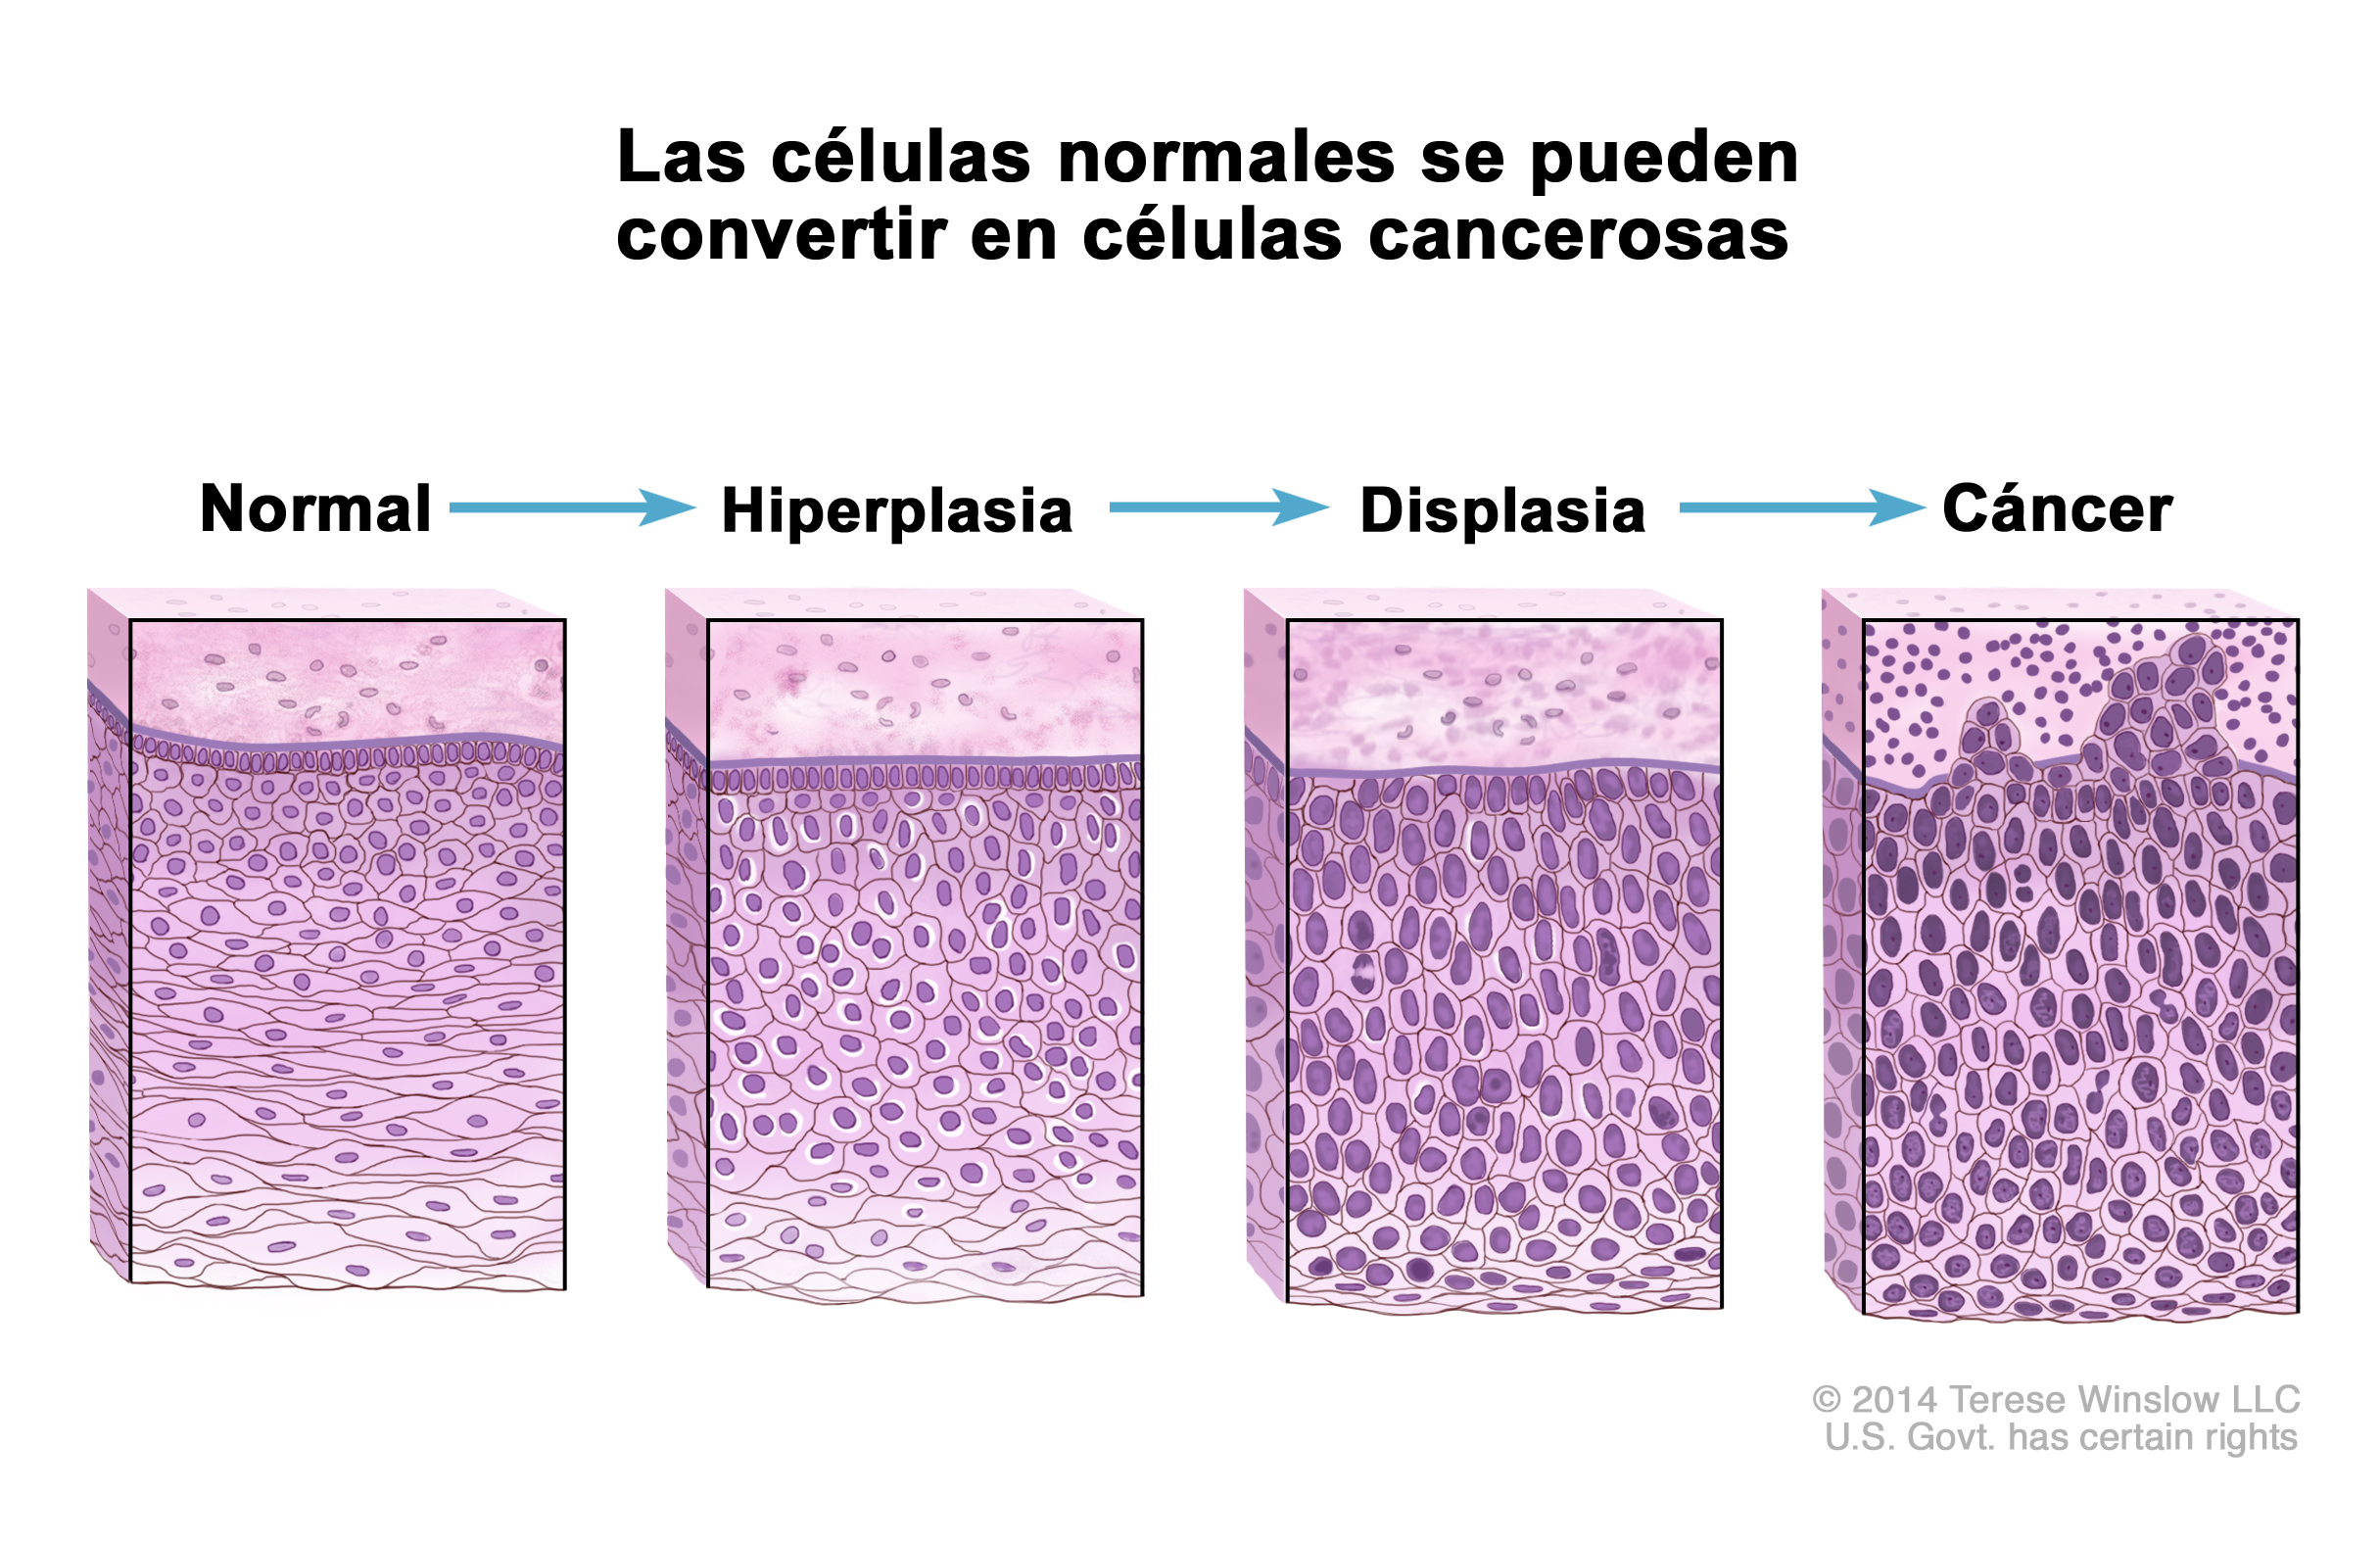 Las células normales se pueden
convertir en células cancerosas
Normal
Hiperplasia
Displasia
Cáncer
© 2014 Terese Winslow LLC
U.S. Govt. has certain rights